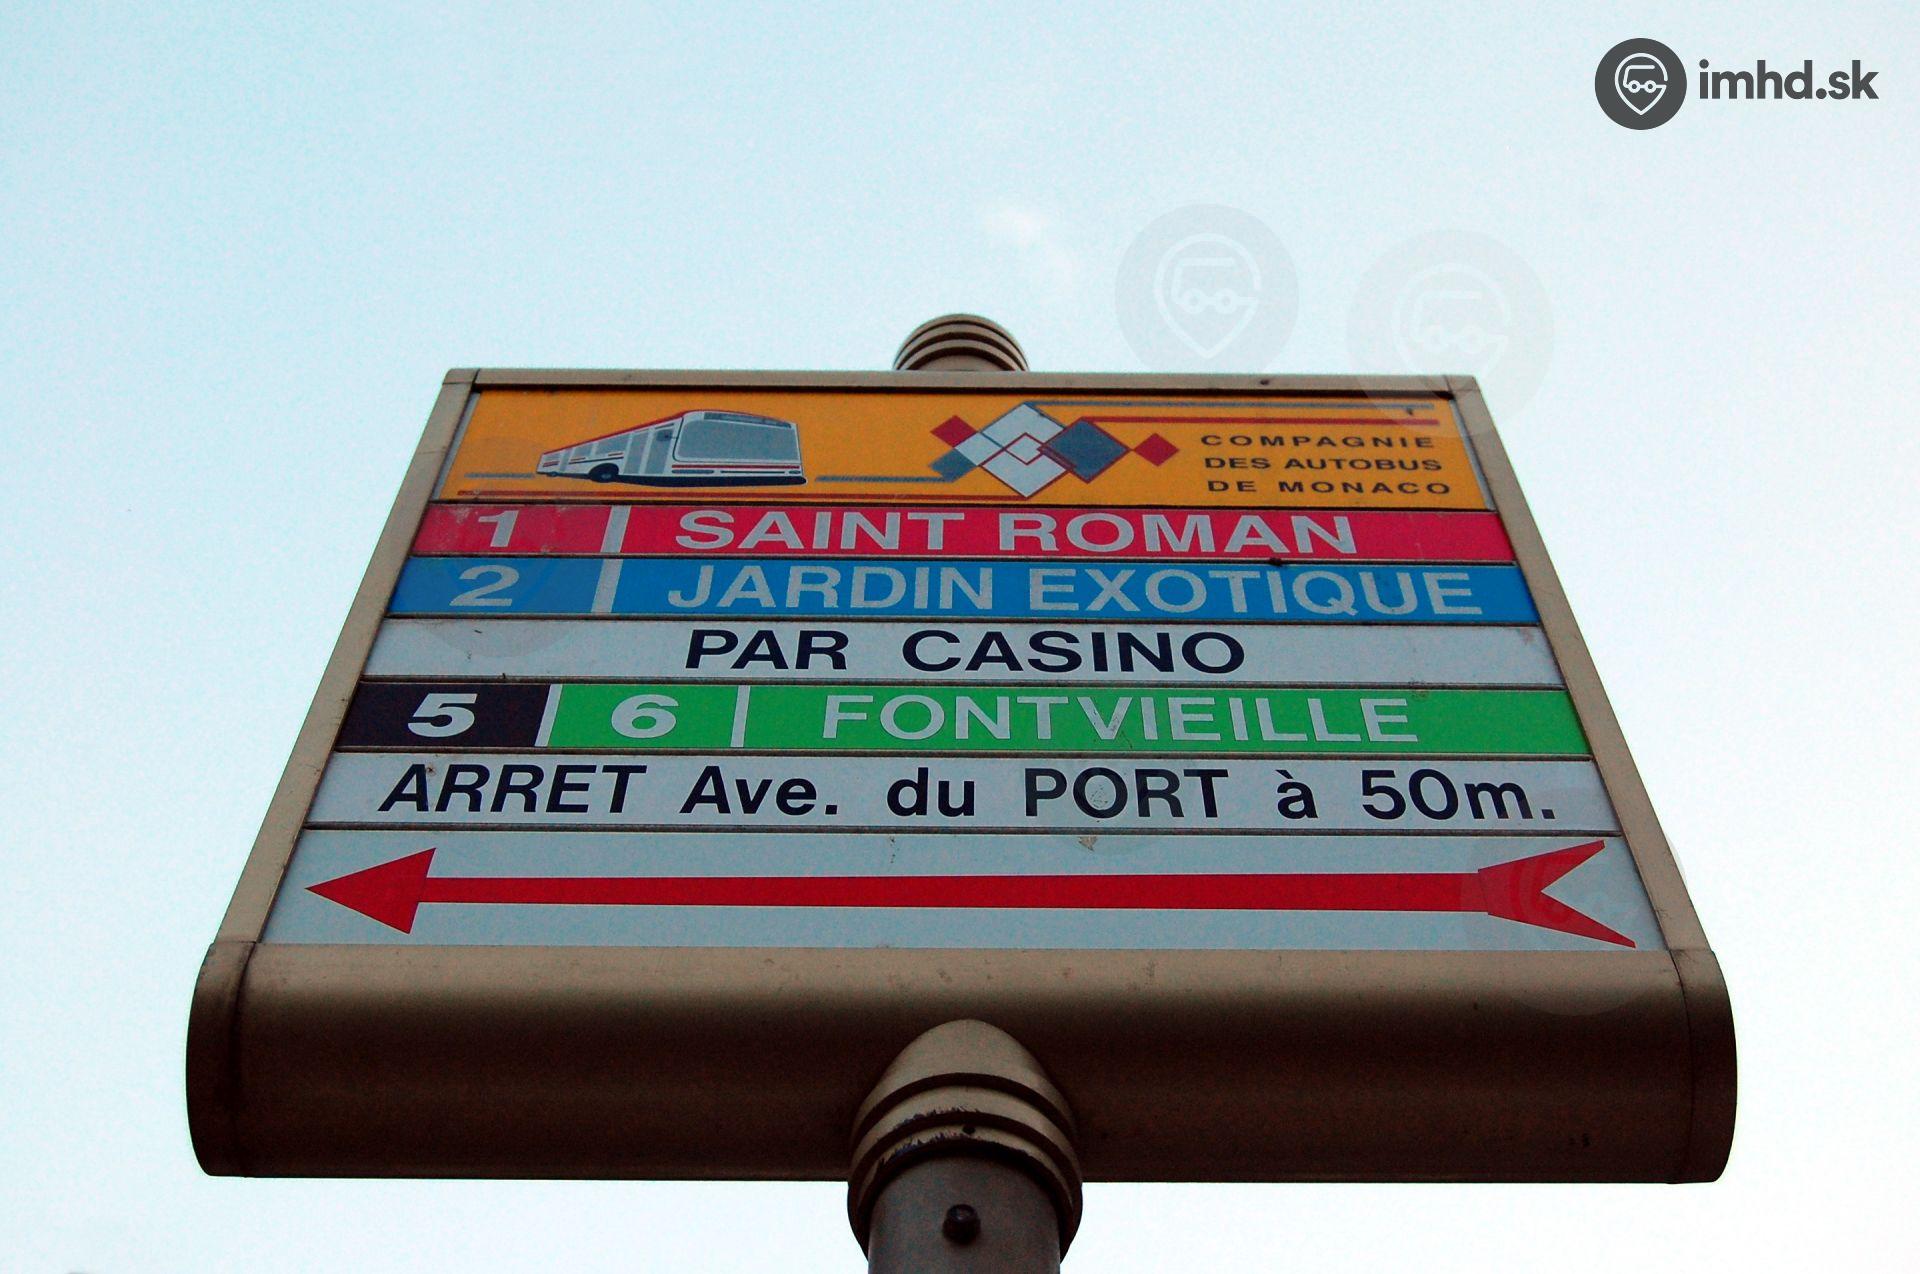 imhd.sk
COMPAGNIE
DES AUTOBUS
DE MONACO
1 SAINT ROMAN
2 JARDIN EXOTIQUE
PAR CASINO
5 6 FONTVIEILLE
ARRET Ave. du PORT à 50m.